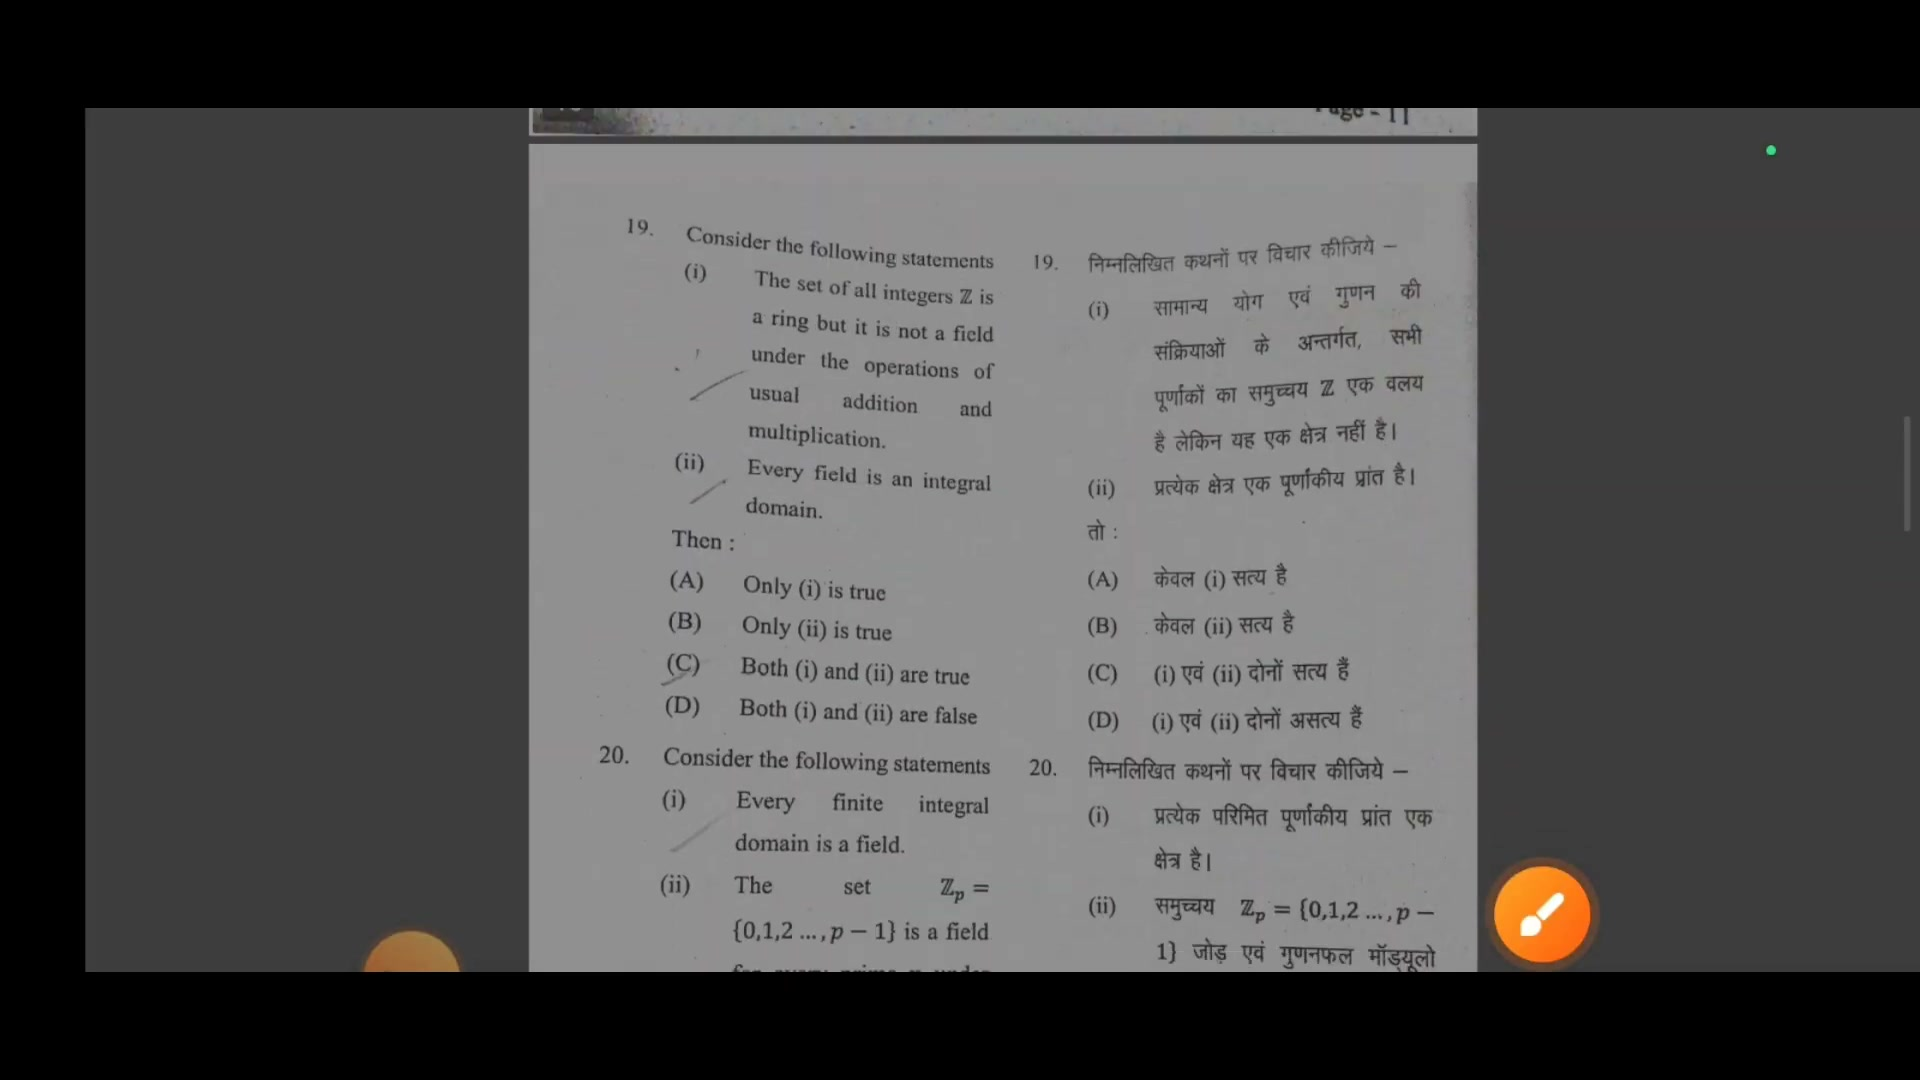 Page - 11
19. Consider the following statements
(i) The set of all integers ℤ is
a ring but it is not a field
under the operations of
usual addition and
multiplication.
(ii) Every field is an integral
domain.
Then :
(A) Only (i) is true
(B) Only (ii) is true
(C) Both (i) and (ii) are true
(D) Both (i) and (ii) are false
20. Consider the following statements
(i) Every finite integral
domain is a field.
(ii) The set ℤₚ =
{0,1,2 ..., p − 1} is a field
for every prime p under
19. निम्नलिखित कथनों पर विचार कीजिये –
(i) सामान्य योग एवं गुणन की
संक्रियाओं के अन्तर्गत, सभी
पूर्णाकों का समुच्चय ℤ एक वलय
है लेकिन यह एक क्षेत्र नहीं है।
(ii) प्रत्येक क्षेत्र एक पूर्णांकीय प्रांत है।
तो :
(A) केवल (i) सत्य है
(B) केवल (ii) सत्य है
(C) (i) एवं (ii) दोनों सत्य हैं
(D) (i) एवं (ii) दोनों असत्य हैं
20. निम्नलिखित कथनों पर विचार कीजिये –
(i) प्रत्येक परिमित पूर्णांकीय प्रांत एक
क्षेत्र है।
(ii) समुच्चय ℤₚ = {0,1,2 ..., p −
1} जोड़ एवं गुणनफल मॉड्यूलो